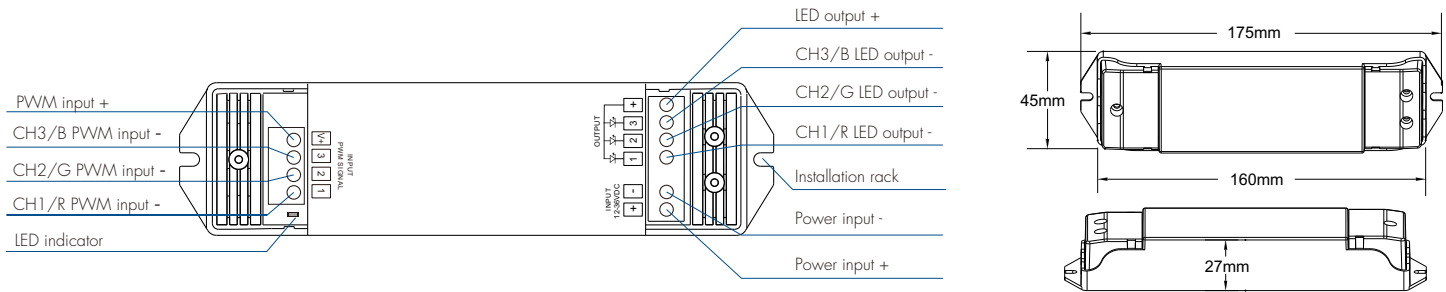 PWM input +
CH3/B PWM input -
CH2/G PWM input -
CH1/R PWM input -
LED indicator
V+
3
2
1
INPUT
PWM SIGNAL
OUTPUT
+
3
2
1
INPUT
12-36VDC
-
+
LED output +
CH3/B LED output -
CH2/G LED output -
CH1/R LED output -
Installation rack
Power input -
Power input +
175mm
45mm
160mm
27mm